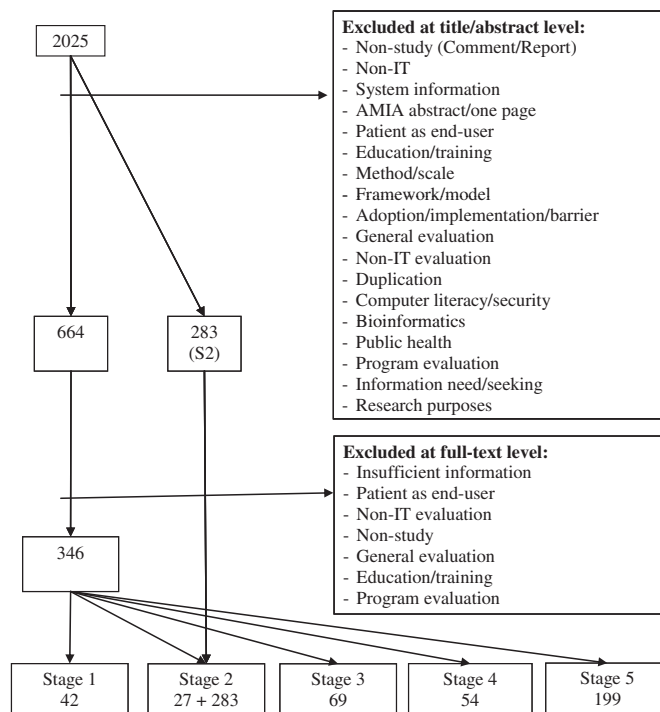 2025
Excluded at title/abstract level:
- Non-study (Comment/Report)
- Non-IT
- System information
- AMIA abstract/one page
- Patient as end-user
- Education/training
- Method/scale
- Framework/model
- Adoption/implementation/barrier
- General evaluation
- Non-IT evaluation
- Duplication
- Computer literacy/security
- Bioinformatics
- Public health
- Program evaluation
- Information need/seeking
- Research purposes
664
283
(S2)
Excluded at full-text level:
- Insufficient information
- Patient as end-user
- Non-IT evaluation
- Non-study
- General evaluation
- Education/training
- Program evaluation
346
Stage 1
42
Stage 2
27 + 283
Stage 3
69
Stage 4
54
Stage 5
199